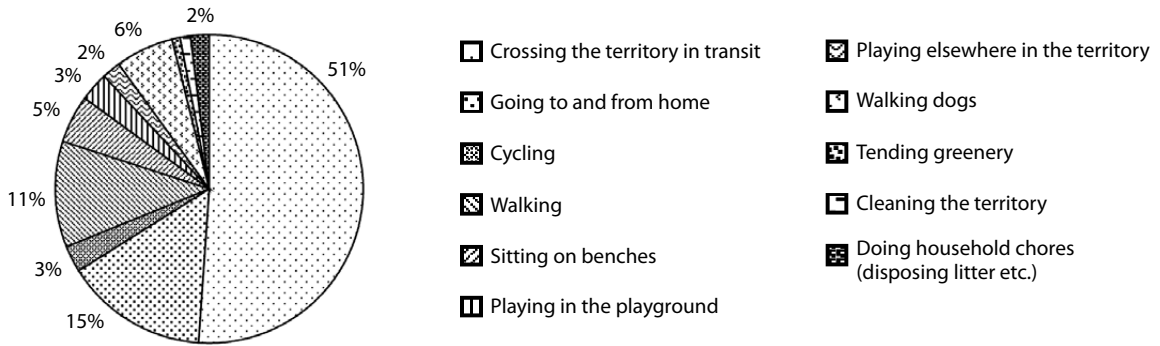 2%
6%
2%
3%
5%
11%
3%
15%
51%
Crossing the territory in transit
Going to and from home
Cycling
Walking
Sitting on benches
Playing in the playground
Playing elsewhere in the territory
Walking dogs
Tending greenery
Cleaning the territory
Doing household chores
(disposing litter etc.)